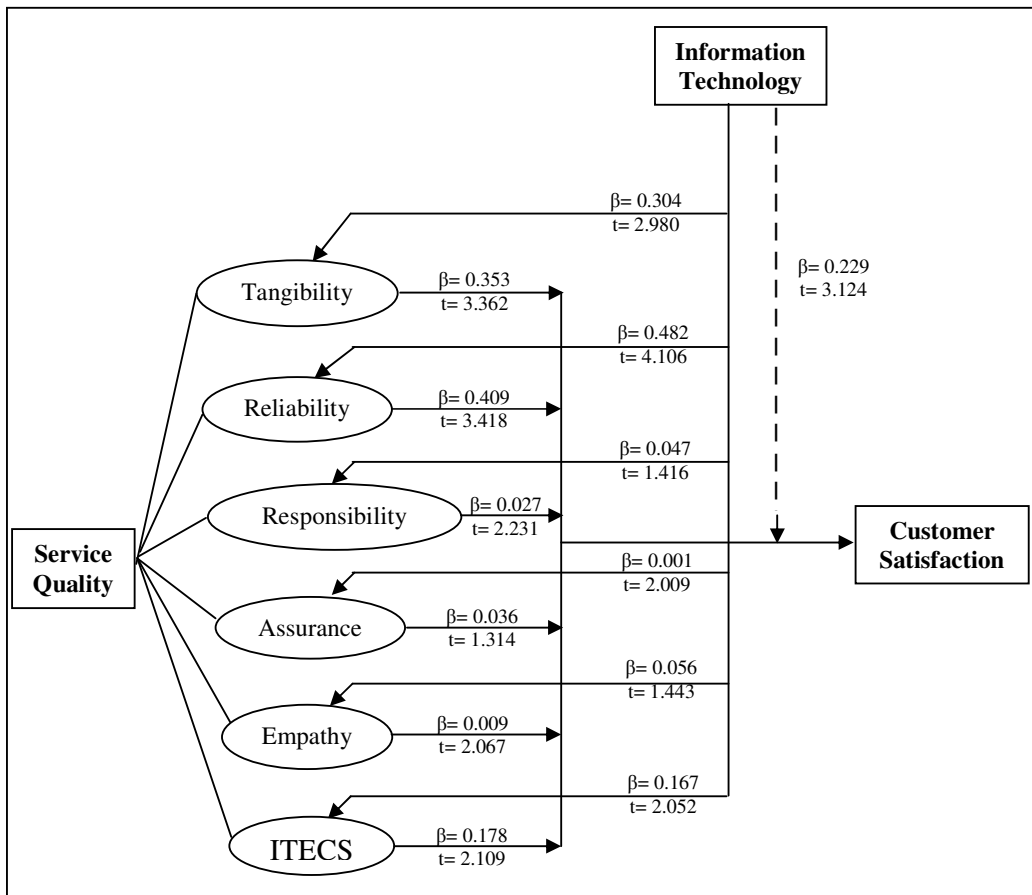 Information
Technology
β= 0.304
t= 2.980
β= 0.229
t= 3.124
Tangibility
β= 0.353
t= 3.362
β= 0.482
t= 4.106
Reliability
β= 0.409
t= 3.418
β= 0.047
t= 1.416
Responsibility
β= 0.027
t= 2.231
Service
Quality
Customer
Satisfaction
β= 0.001
t= 2.009
Assurance
β= 0.036
t= 1.314
β= 0.056
t= 1.443
Empathy
β= 0.009
t= 2.067
β= 0.167
t= 2.052
ITECS
β= 0.178
t= 2.109